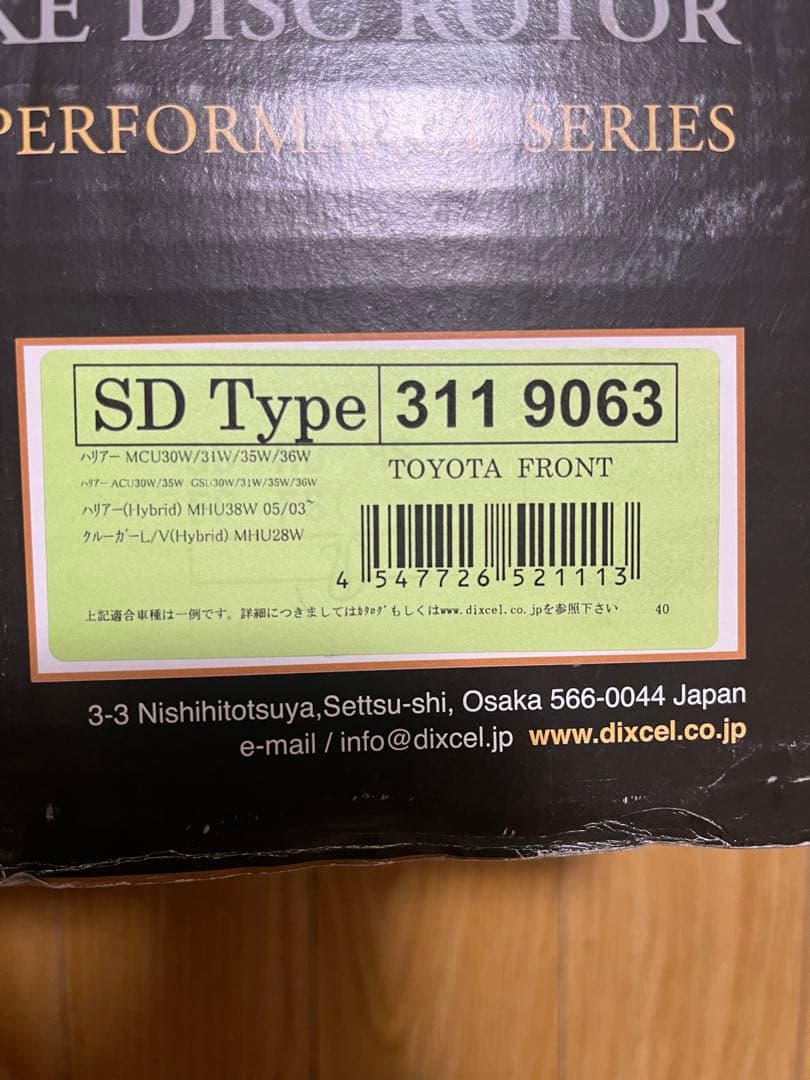 KE DISC ROTOR
PERFORMANCE SERIES
SD Type 311 9063
ハリアー MCU30W/31W/35W/36W
TOYOTA FRONT
ハリアー ACU30W/35W GSU30W/31W/35W/36W
ハリアー(Hybrid) MHU38W 05/03~
クルーガーL/V(Hybrid) MHU28W
4 547726 521113
上記適合車種は一例です。詳細につきましてはカタログもしくはwww.dixcel.co.jpを参照下さい 40
3-3 Nishihitotsuya,Settsu-shi, Osaka 566-0044 Japan
e-mail / info@dixcel.jp www.dixcel.co.jp